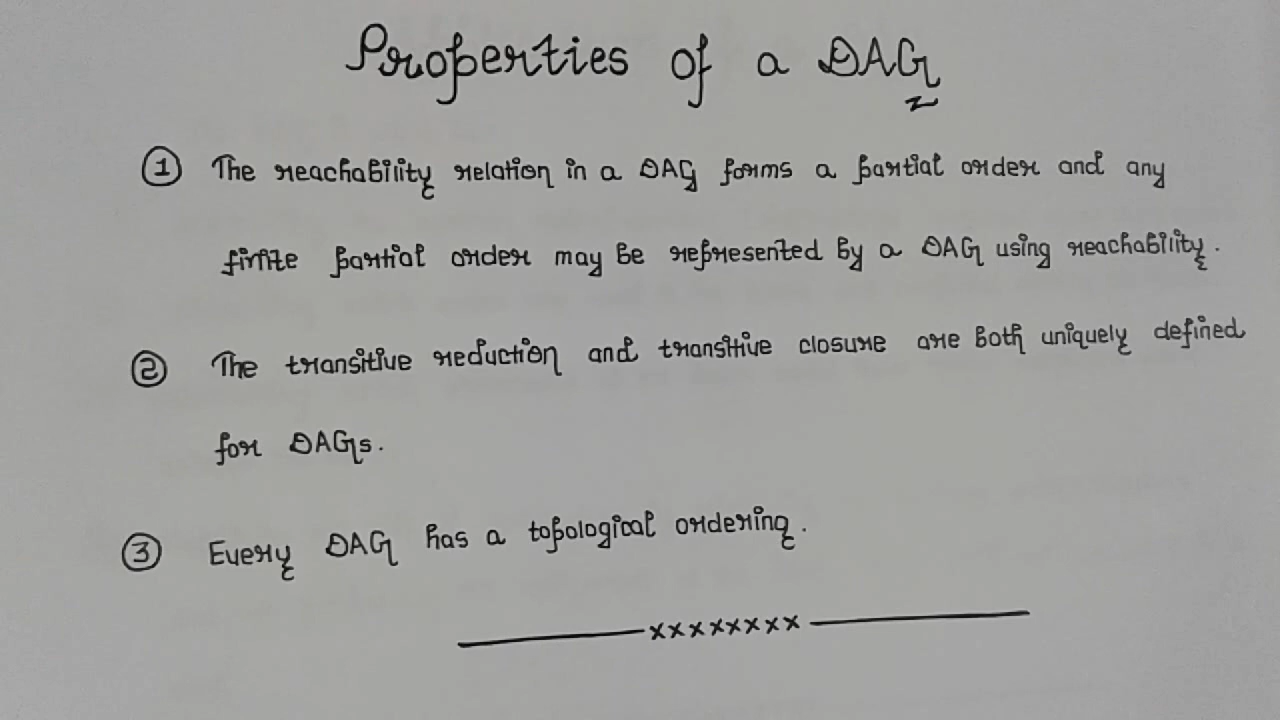 Properties of a DAG
① The reachability relation in a DAG forms a partial order and any
finite partial order may be represented by a DAG using reachability.
② The transitive reduction and transitive closure are both uniquely defined
for DAGs.
③ Every DAG has a topological ordering.
xxxxxxxx